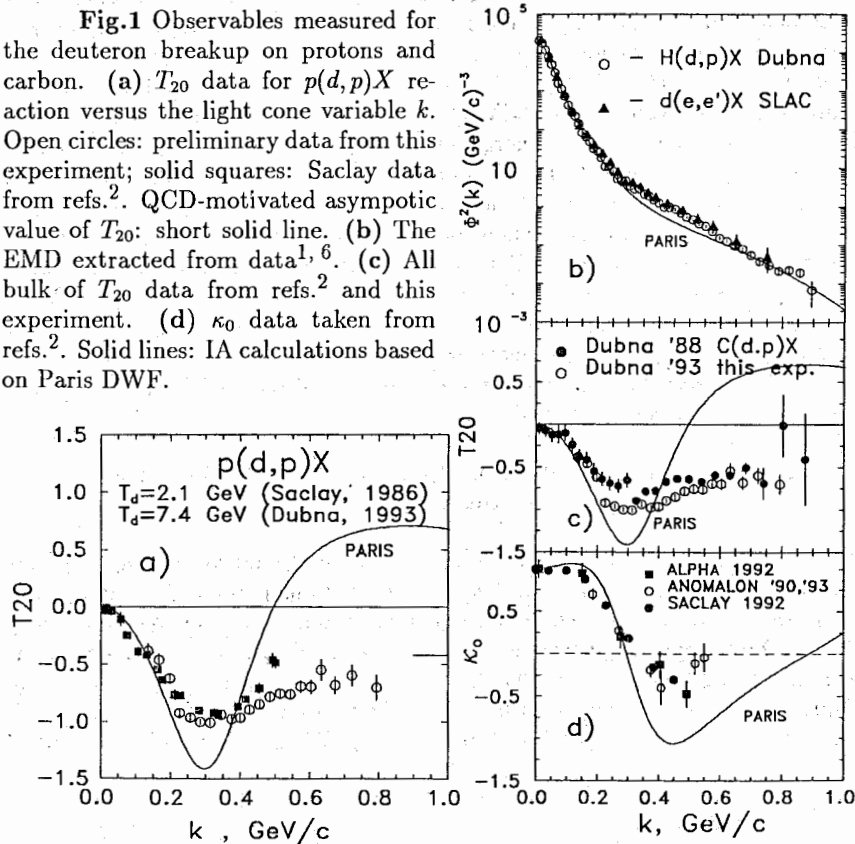 Fig.1 Observables measured for
the deuteron breakup on protons and
carbon. (a) T₂₀ data for p(d,p)X re-
action versus the light cone variable k.
Open circles: preliminary data from this
experiment; solid squares: Saclay data
from refs.². QCD-motivated asympotic
value of T₂₀: short solid line. (b) The
EMD extracted from data¹, ⁶. (c) All
bulk of T₂₀ data from refs.² and this
experiment. (d) κ₀ data taken from
refs.². Solid lines: IA calculations based
on Paris DWF.
1.5
1.0
0.5
0.0
−0.5
−1.0
−1.5
T20
p(d,p)X
T_d=2.1 GeV (Saclay, 1986)
T_d=7.4 GeV (Dubna, 1993)
a)
PARIS
0.0 0.2 0.4 0.6 0.8 1.0
k , GeV/c
10⁵
10
10⁻³
Φ²(k) (GeV/c)⁻³
○ − H(d,p)X Dubna
▲ − d(e,e')X SLAC
PARIS
b)
● Dubna '88 C(d.p)X
○ Dubna '93 this exp.
0.5
−0.5
−1.5
T20
c)
PARIS
■ ALPHA 1992
○ ANOMALON '90,'93
● SACLAY 1992
0.5
−0.5
−1.5
κ₀
d)
PARIS
0.0 0.2 0.4 0.6 0.8 1.0
k, GeV/c